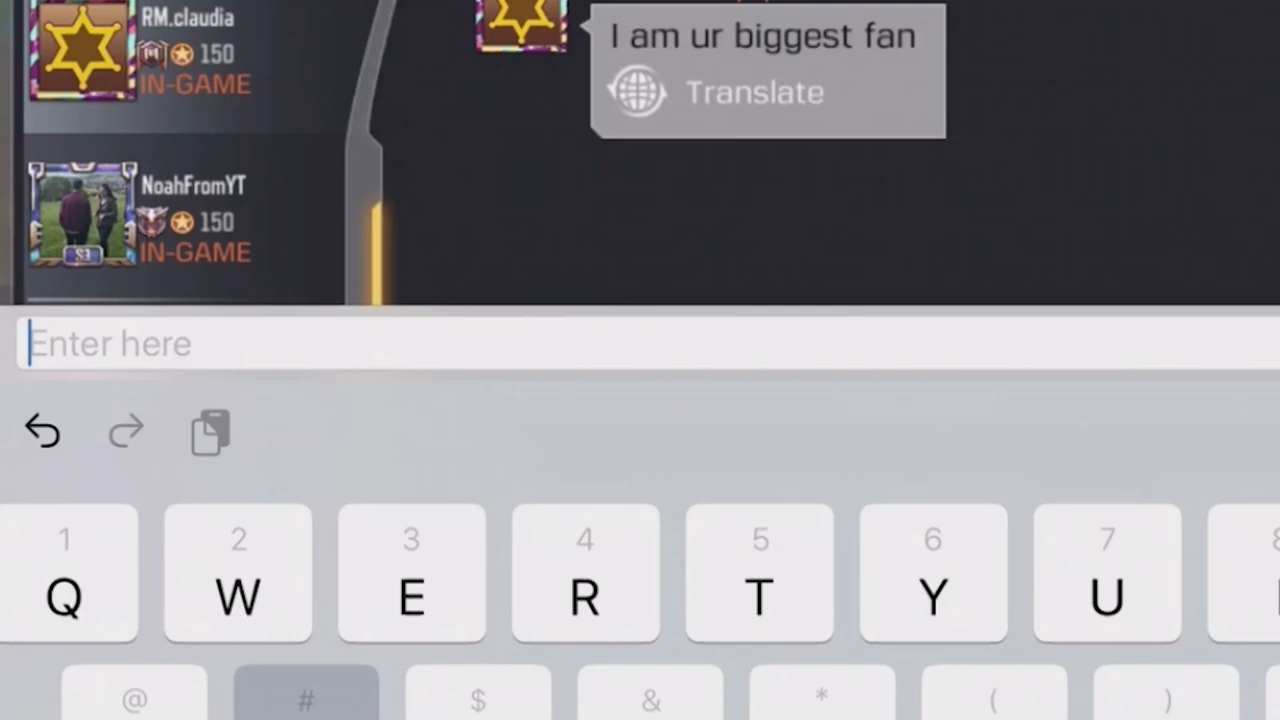 RM.claudia
150
IN-GAME
I am ur biggest fan
Translate
NoahFromYT
S3
150
IN-GAME
Enter here
1 2 3 4 5 6 7
Q W E R T Y U
@ # $ & * ( )